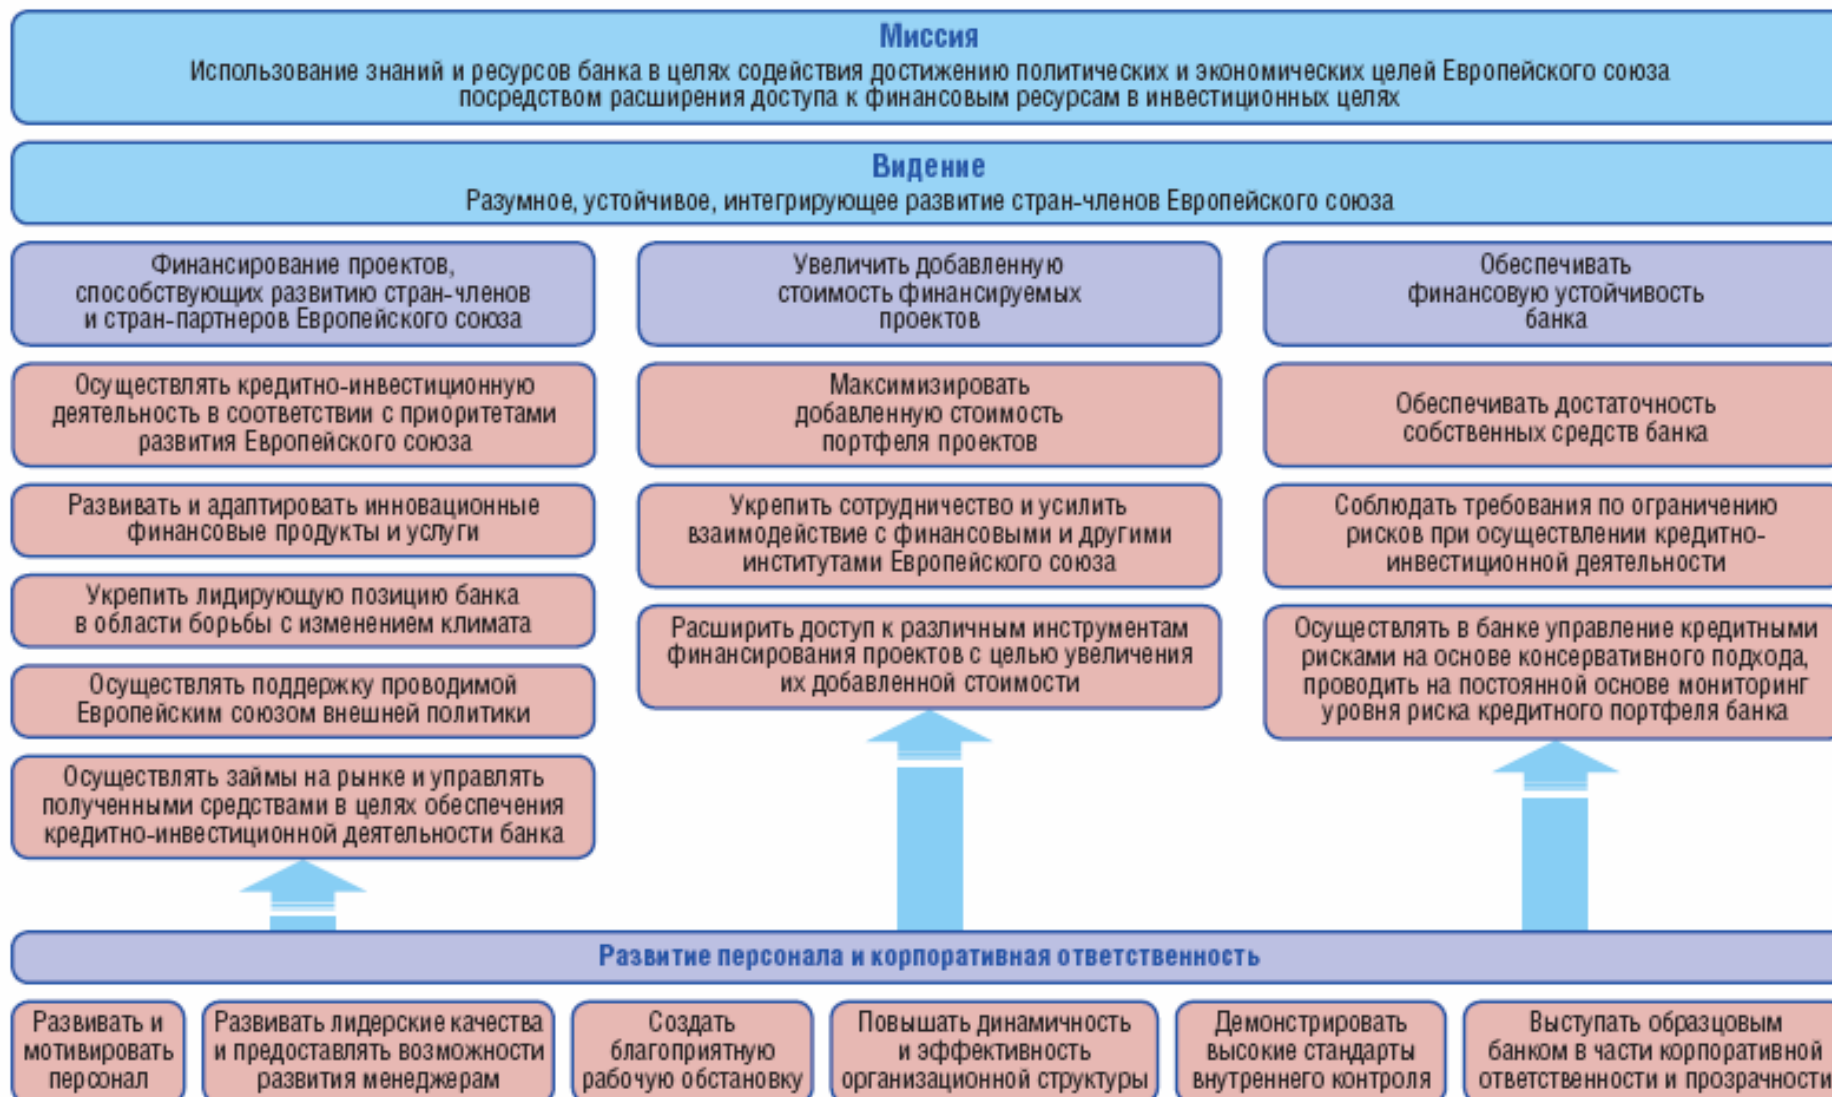 Миссия
Использование знаний и ресурсов банка в целях содействия достижению политических и экономических целей Европейского союза
посредством расширения доступа к финансовым ресурсам в инвестиционных целях
Видение
Разумное, устойчивое, интегрирующее развитие стран-членов Европейского союза
Финансирование проектов,
способствующих развитию стран-членов
и стран-партнеров Европейского союза
Осуществлять кредитно-инвестиционную
деятельность в соответствии с приоритетами
развития Европейского союза
Развивать и адаптировать инновационные
финансовые продукты и услуги
Укрепить лидирующую позицию банка
в области борьбы с изменением климата
Осуществлять поддержку проводимой
Европейским союзом внешней политики
Осуществлять займы на рынке и управлять
полученными средствами в целях обеспечения
кредитно-инвестиционной деятельности банка
Увеличить добавленную
стоимость финансируемых
проектов
Максимизировать
добавленную стоимость
портфеля проектов
Укрепить сотрудничество и усилить
взаимодействие с финансовыми и другими
институтами Европейского союза
Расширить доступ к различным инструментам
финансирования проектов с целью увеличения
их добавленной стоимости
Обеспечивать
финансовую устойчивость
банка
Обеспечивать достаточность
собственных средств банка
Соблюдать требования по ограничению
рисков при осуществлении кредитно-
инвестиционной деятельности
Осуществлять в банке управление кредитными
рисками на основе консервативного подхода,
проводить на постоянной основе мониторинг
уровня риска кредитного портфеля банка
Развитие персонала и корпоративная ответственность
Развивать и
мотивировать
персонал
Развивать лидерские качества
и предоставлять возможности
развития менеджерам
Создать
благоприятную
рабочую обстановку
Повышать динамичность
и эффективность
организационной структуры
Демонстрировать
высокие стандарты
внутреннего контроля
Выступать образцовым
банком в части корпоративной
ответственности и прозрачности